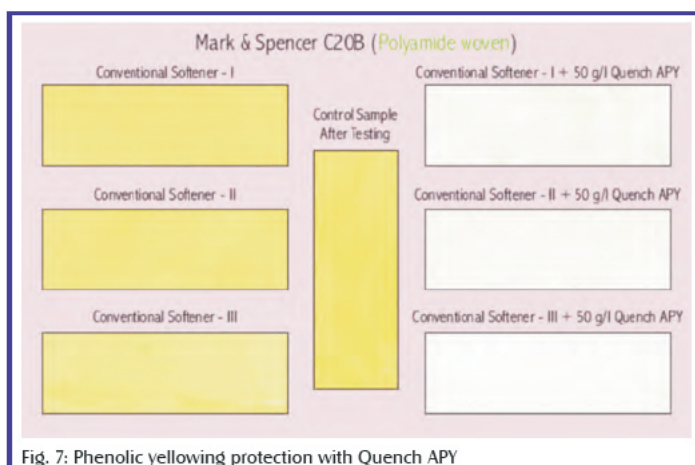 Mark & Spencer C20B (Polyamide woven)
Conventional Softener - I
Conventional Softener - I + 50 g/l Quench APY
Control Sample
After Testing
Conventional Softener - II
Conventional Softener - II + 50 g/l Quench APY
Conventional Softener - III
Conventional Softener - III + 50 g/l Quench APY
Fig. 7: Phenolic yellowing protection with Quench APY